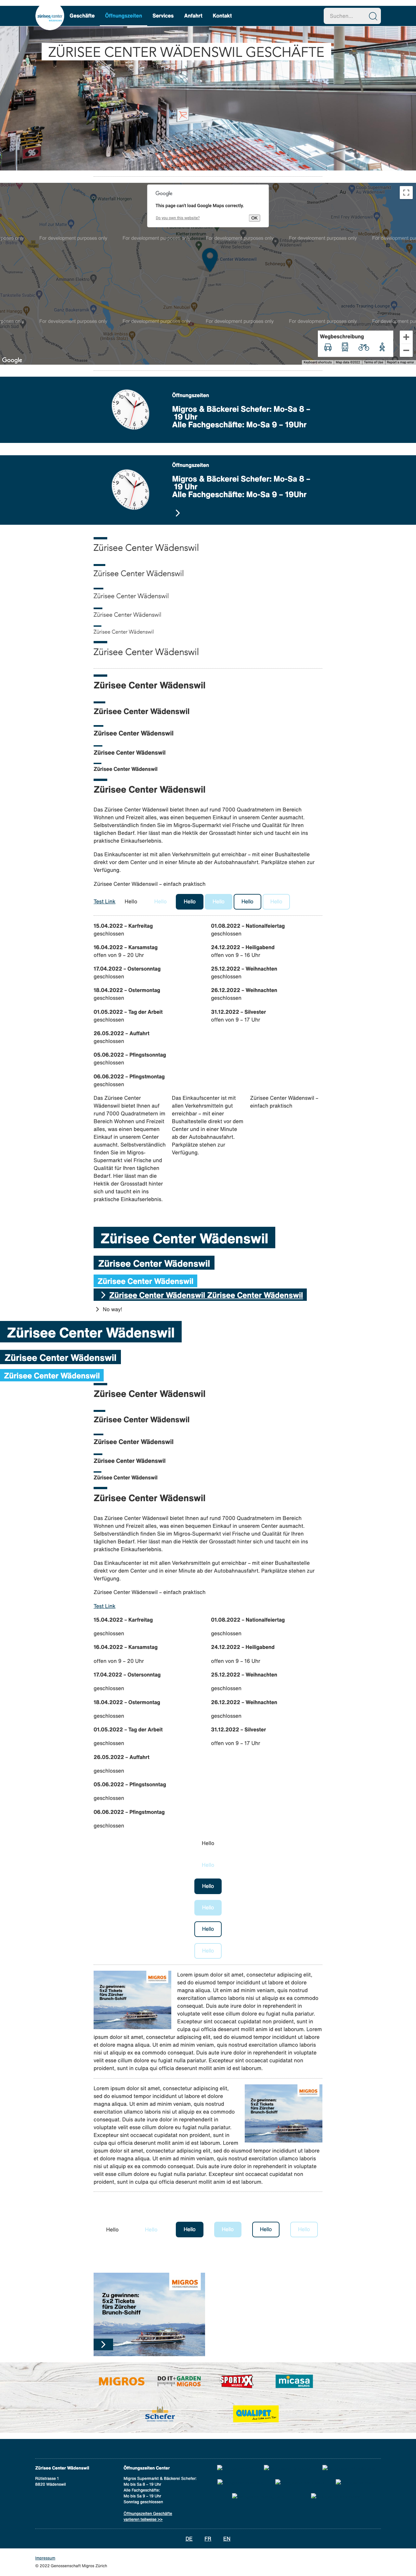 Geschäfte Öffnungszeiten Services Anfahrt Kontakt
Suchen...
ZÜRISEE CENTER WÄDENSWIL GESCHÄFTE
Google
This page can't load Google Maps correctly.
Do you own this website?
OK
For development purposes only
For development purposes only
For development purposes only
For development purposes only
For development purposes only
Wegbeschreibung
Google
Keyboard shortcuts Map data ©2022 Terms of Use Report a map error
Öffnungszeiten
Migros & Bäckerei Schefer: Mo-Sa 8 –
19 Uhr
Alle Fachgeschäfte: Mo-Sa 9 – 19Uhr
Öffnungszeiten
Migros & Bäckerei Schefer: Mo-Sa 8 –
19 Uhr
Alle Fachgeschäfte: Mo-Sa 9 – 19Uhr
Zürisee Center Wädenswil
Zürisee Center Wädenswil
Zürisee Center Wädenswil
Zürisee Center Wädenswil
Zürisee Center Wädenswil
Zürisee Center Wädenswil
Zürisee Center Wädenswil
Zürisee Center Wädenswil
Zürisee Center Wädenswil
Zürisee Center Wädenswil
Zürisee Center Wädenswil
Zürisee Center Wädenswil
Das Zürisee Center Wädenswil bietet Ihnen auf rund 7000 Quadratmetern im Bereich
Wohnen und Freizeit alles, was einen bequemen Einkauf in unserem Center ausmacht.
Selbstverständlich finden Sie im Migros-Supermarkt viel Frische und Qualität für Ihren
täglichen Bedarf. Hier lässt man die Hektik der Grossstadt hinter sich und taucht ein ins
praktische Einkaufserlebnis.
Das Einkaufscenter ist mit allen Verkehrsmitteln gut erreichbar – mit einer Bushaltestelle
direkt vor dem Center und in einer Minute ab der Autobahnausfahrt. Parkplätze stehen zur
Verfügung.
Zürisee Center Wädenswil – einfach praktisch
Test Link Hello Hello Hello Hello Hello Hello
15.04.2022 – Karfreitag
geschlossen
16.04.2022 – Karsamstag
offen von 9 – 20 Uhr
17.04.2022 – Ostersonntag
geschlossen
18.04.2022 – Ostermontag
geschlossen
01.05.2022 – Tag der Arbeit
geschlossen
26.05.2022 – Auffahrt
geschlossen
05.06.2022 – Pfingstsonntag
geschlossen
06.06.2022 – Pfingstmontag
geschlossen
01.08.2022 – Nationalfeiertag
geschlossen
24.12.2022 – Heiligabend
offen von 9 – 16 Uhr
25.12.2022 – Weihnachten
geschlossen
26.12.2022 – Weihnachten
geschlossen
31.12.2022 – Silvester
offen von 9 – 17 Uhr
Das Zürisee Center
Wädenswil bietet Ihnen auf
rund 7000 Quadratmetern im
Bereich Wohnen und Freizeit
alles, was einen bequemen
Einkauf in unserem Center
ausmacht. Selbstverständlich
finden Sie im Migros-
Supermarkt viel Frische und
Qualität für Ihren täglichen
Bedarf. Hier lässt man die
Hektik der Grossstadt hinter
sich und taucht ein ins
praktische Einkaufserlebnis.
Das Einkaufscenter ist mit
allen Verkehrsmitteln gut
erreichbar – mit einer
Bushaltestelle direkt vor dem
Center und in einer Minute
ab der Autobahnausfahrt.
Parkplätze stehen zur
Verfügung.
Zürisee Center Wädenswil –
einfach praktisch
Zürisee Center Wädenswil
Zürisee Center Wädenswil
Zürisee Center Wädenswil
Zürisee Center Wädenswil Zürisee Center Wädenswil
No way!
Zürisee Center Wädenswil
Zürisee Center Wädenswil
Zürisee Center Wädenswil
Zürisee Center Wädenswil
Zürisee Center Wädenswil
Zürisee Center Wädenswil
Zürisee Center Wädenswil
Zürisee Center Wädenswil
Zürisee Center Wädenswil
Das Zürisee Center Wädenswil bietet Ihnen auf rund 7000 Quadratmetern im Bereich
Wohnen und Freizeit alles, was einen bequemen Einkauf in unserem Center ausmacht.
Selbstverständlich finden Sie im Migros-Supermarkt viel Frische und Qualität für Ihren
täglichen Bedarf. Hier lässt man die Hektik der Grossstadt hinter sich und taucht ein ins
praktische Einkaufserlebnis.
Das Einkaufscenter ist mit allen Verkehrsmitteln gut erreichbar – mit einer Bushaltestelle
direkt vor dem Center und in einer Minute ab der Autobahnausfahrt. Parkplätze stehen zur
Verfügung.
Zürisee Center Wädenswil – einfach praktisch
Test Link
15.04.2022 – Karfreitag
geschlossen
16.04.2022 – Karsamstag
offen von 9 – 20 Uhr
17.04.2022 – Ostersonntag
geschlossen
18.04.2022 – Ostermontag
geschlossen
01.05.2022 – Tag der Arbeit
geschlossen
26.05.2022 – Auffahrt
geschlossen
05.06.2022 – Pfingstsonntag
geschlossen
06.06.2022 – Pfingstmontag
geschlossen
01.08.2022 – Nationalfeiertag
geschlossen
24.12.2022 – Heiligabend
offen von 9 – 16 Uhr
25.12.2022 – Weihnachten
geschlossen
26.12.2022 – Weihnachten
geschlossen
31.12.2022 – Silvester
offen von 9 – 17 Uhr
Hello
Hello
Hello
Hello
Hello
Hello
MIGROS
Zu gewinnen:
5x2 Tickets
fürs Zürcher
Brunch-Schiff
Lorem ipsum dolor sit amet, consectetur adipiscing elit,
sed do eiusmod tempor incididunt ut labore et dolore
magna aliqua. Ut enim ad minim veniam, quis nostrud
exercitation ullamco laboris nisi ut aliquip ex ea commodo
consequat. Duis aute irure dolor in reprehenderit in
voluptate velit esse cillum dolore eu fugiat nulla pariatur.
Excepteur sint occaecat cupidatat non proident, sunt in
culpa qui officia deserunt mollit anim id est laborum. Lorem
ipsum dolor sit amet, consectetur adipiscing elit, sed do eiusmod tempor incididunt ut labore
et dolore magna aliqua. Ut enim ad minim veniam, quis nostrud exercitation ullamco laboris
nisi ut aliquip ex ea commodo consequat. Duis aute irure dolor in reprehenderit in voluptate
velit esse cillum dolore eu fugiat nulla pariatur. Excepteur sint occaecat cupidatat non
proident, sunt in culpa qui officia deserunt mollit anim id est laborum.
Lorem ipsum dolor sit amet, consectetur adipiscing elit,
sed do eiusmod tempor incididunt ut labore et dolore
magna aliqua. Ut enim ad minim veniam, quis nostrud
exercitation ullamco laboris nisi ut aliquip ex ea commodo
consequat. Duis aute irure dolor in reprehenderit in
voluptate velit esse cillum dolore eu fugiat nulla pariatur.
Excepteur sint occaecat cupidatat non proident, sunt in
culpa qui officia deserunt mollit anim id est laborum. Lorem
ipsum dolor sit amet, consectetur adipiscing elit, sed do eiusmod tempor incididunt ut labore
et dolore magna aliqua. Ut enim ad minim veniam, quis nostrud exercitation ullamco laboris
nisi ut aliquip ex ea commodo consequat. Duis aute irure dolor in reprehenderit in voluptate
velit esse cillum dolore eu fugiat nulla pariatur. Excepteur sint occaecat cupidatat non
proident, sunt in culpa qui officia deserunt mollit anim id est laborum.
MIGROS
Zu gewinnen:
5x2 Tickets
fürs Zürcher
Brunch-Schiff
Hello Hello Hello Hello Hello Hello
MIGROS
Zu gewinnen:
5x2 Tickets
fürs Zürcher
Brunch-Schiff
MIGROS
DO IT + GARDEN
MIGROS
SPORTX
micasa
Schefer
QUALIPET
Zürisee Center Wädenswil
Rütistrasse 1
8820 Wädenswil
Öffnungszeiten Center
Migros Supermarkt & Bäckerei Schefer:
Mo bis Sa 8 – 19 Uhr
Alle Fachgeschäfte:
Mo bis Sa 9 – 19 Uhr
Sonntag geschlossen
Öffnungszeiten Geschäfte
variieren teilweise >>
DE FR EN
Impressum
© 2022 Genossenschaft Migros Zürich